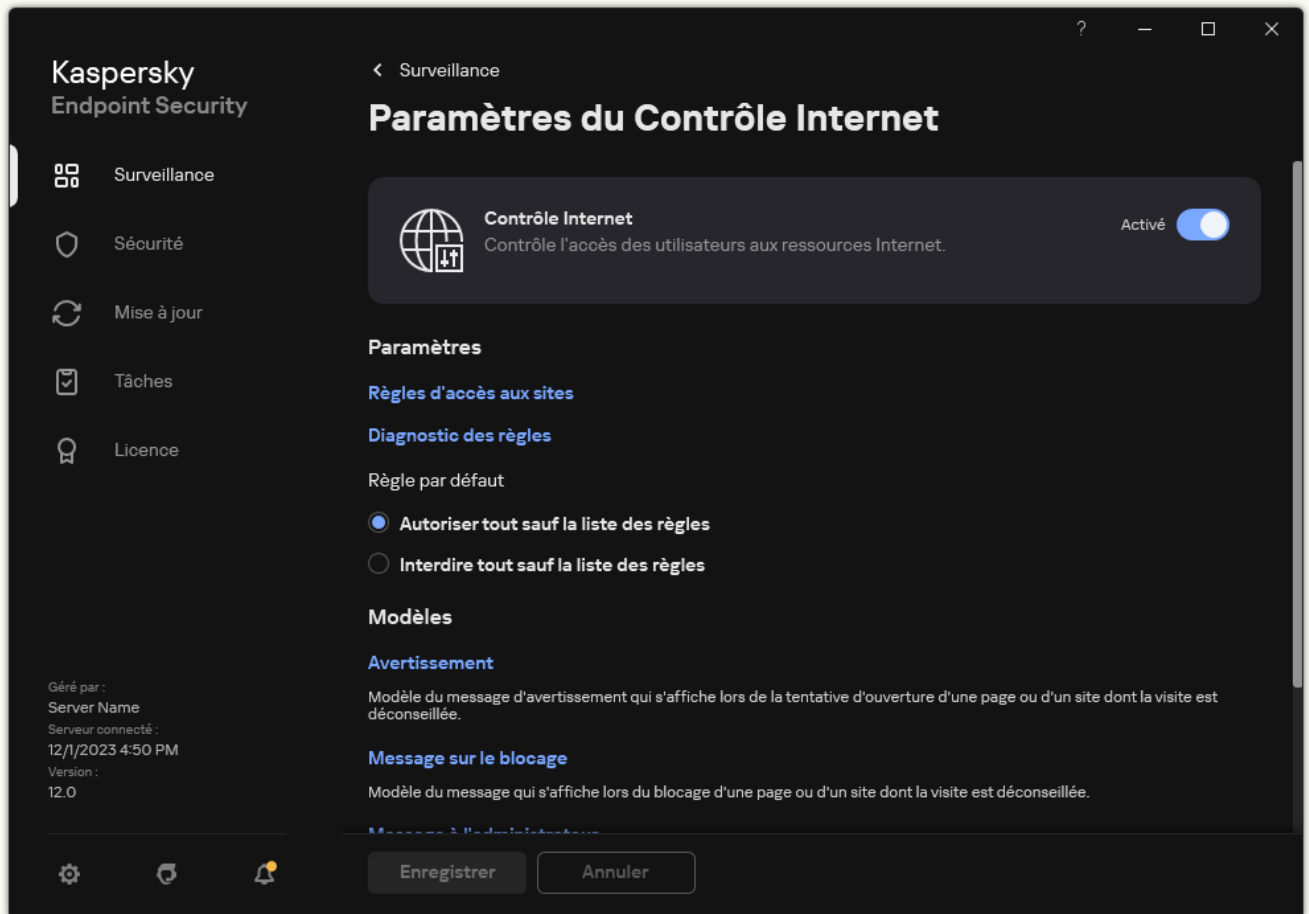 ?
Kaspersky
Endpoint Security
Surveillance
Paramètres du Contrôle Internet
Surveillance
Sécurité
Mise à jour
Tâches
Licence
Contrôle Internet
Contrôle l'accès des utilisateurs aux ressources Internet.
Activé
Paramètres
Règles d'accès aux sites
Diagnostic des règles
Règle par défaut
Autoriser tout sauf la liste des règles
Interdire tout sauf la liste des règles
Modèles
Avertissement
Modèle du message d'avertissement qui s'affiche lors de la tentative d'ouverture d'une page ou d'un site dont la visite est
déconseillée.
Message sur le blocage
Modèle du message qui s'affiche lors du blocage d'une page ou d'un site dont la visite est déconseillée.
Message à l'administrateur
Géré par :
Server Name
Serveur connecté :
12/1/2023 4:50 PM
Version :
12.0
Enregistrer
Annuler